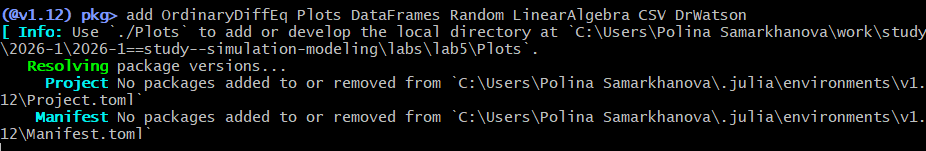 (@v1.12) pkg> add OrdinaryDiffEq Plots DataFrames Random LinearAlgebra CSV DrWatson
[ Info: Use `./Plots` to add or develop the local directory at `C:\Users\Polina Samarkhanova\work\study
\2026-1\2026-1==study--simulation-modeling\labs\lab5\Plots`.
Resolving package versions...
Project No packages added to or removed from `C:\Users\Polina Samarkhanova\.julia\environments\v1.
12\Project.toml`
Manifest No packages added to or removed from `C:\Users\Polina Samarkhanova\.julia\environments\v1.
12\Manifest.toml`